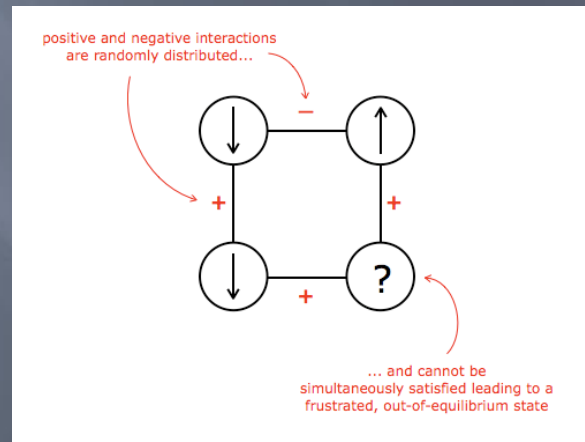 positive and negative interactions
are randomly distributed...
−
+
+
?
+
... and cannot be
simultaneously satisfied leading to a
frustrated, out-of-equilibrium state